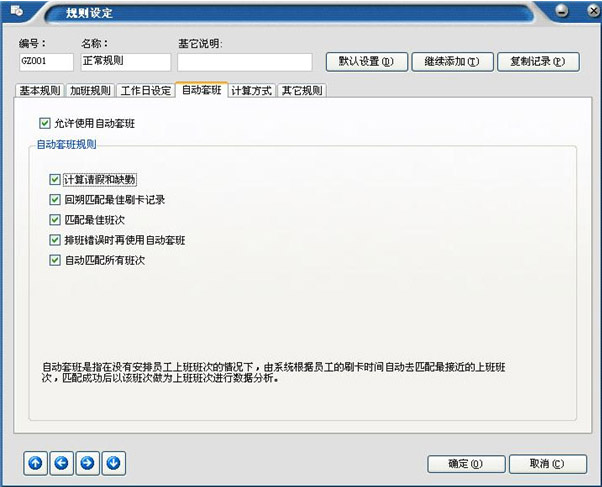 规则设定
编号： 名称： 基它说明:
GZ001 正常规则 默认设置(D) 继续添加(T) 复制记录(P)
基本规则 加班规则 工作日设定 自动套班 计算方式 其它规则
允许使用自动套班
自动套班规则
计算请假和缺勤
回朔匹配最佳刷卡记录
匹配最佳班次
排班错误时再使用自动套班
自动匹配所有班次
自动套班是指在没有安排员工上班班次的情况下，由系统根据员工的刷卡时间自动去匹配最接近的上班班
次，匹配成功后以该班次做为上班班次进行数据分析。
确定(O) 取消(C)